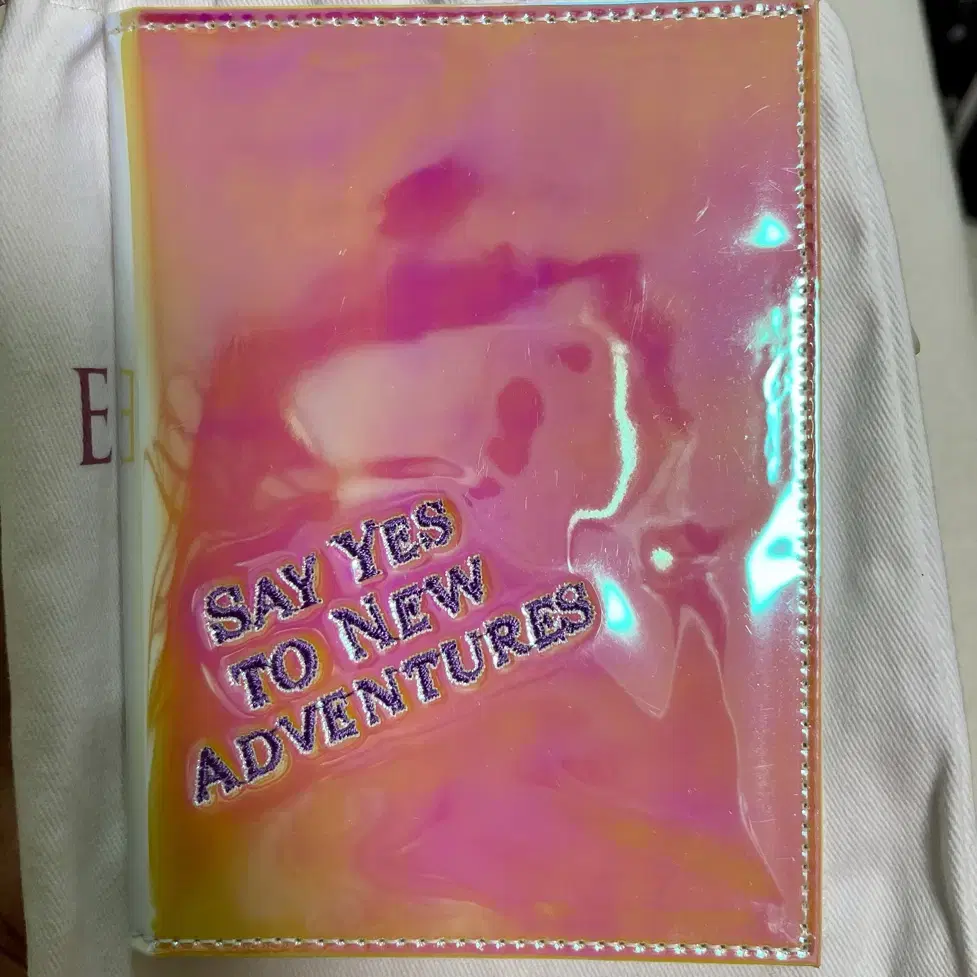 SAY YES
TO NEW
ADVENTURES
E